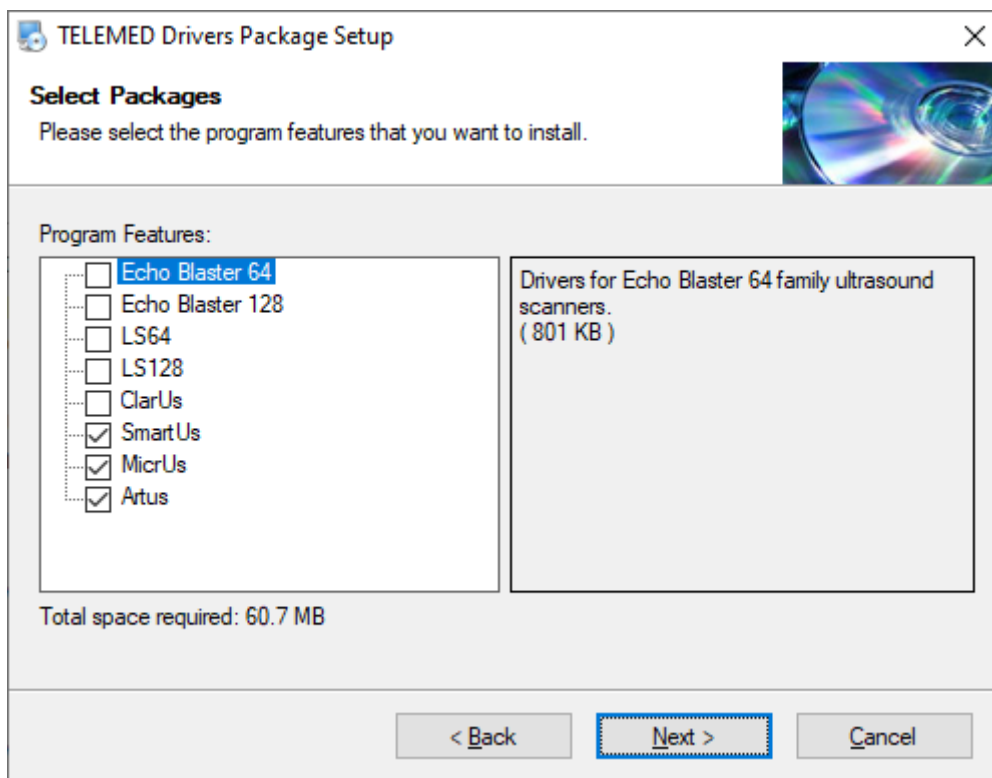 TELEMED Drivers Package Setup
Select Packages
Please select the program features that you want to install.
Program Features:
Echo Blaster 64
Echo Blaster 128
LS64
LS128
ClarUs
SmartUs
MicrUs
Artus
Drivers for Echo Blaster 64 family ultrasound
scanners.
( 801 KB )
Total space required: 60.7 MB
< Back
Next >
Cancel